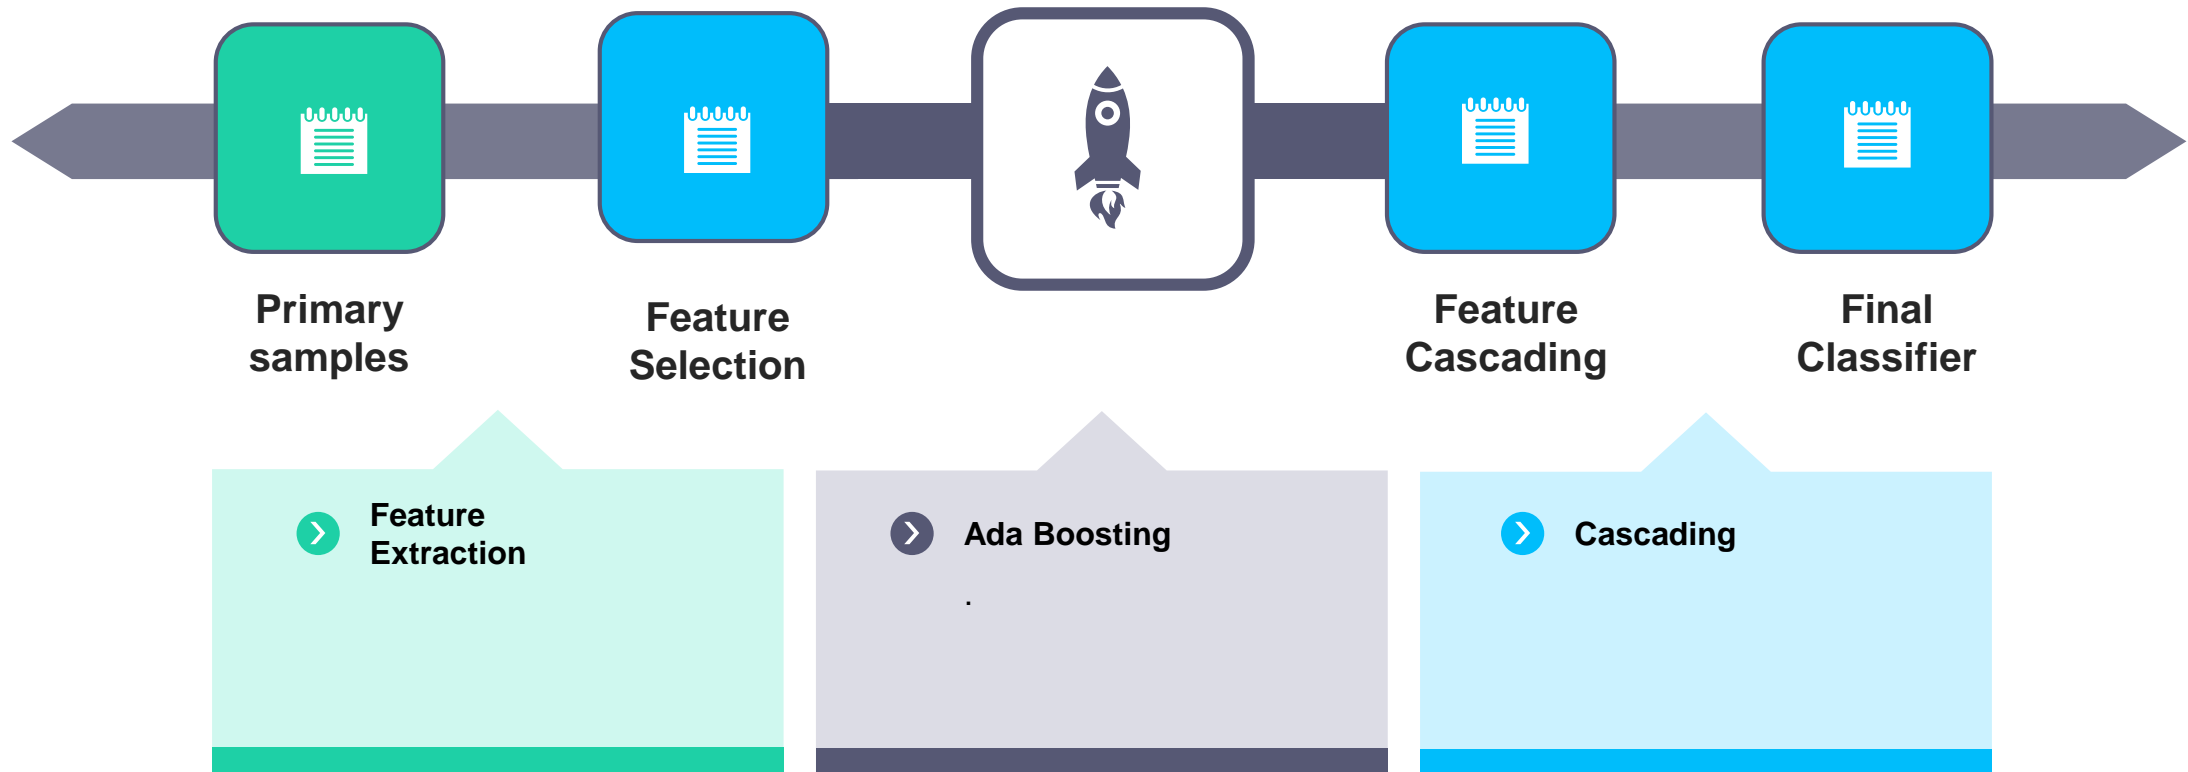 Primary
samples
Feature
Selection
Feature
Cascading
Final
Classifier
Feature
Extraction
Ada Boosting
.
Cascading